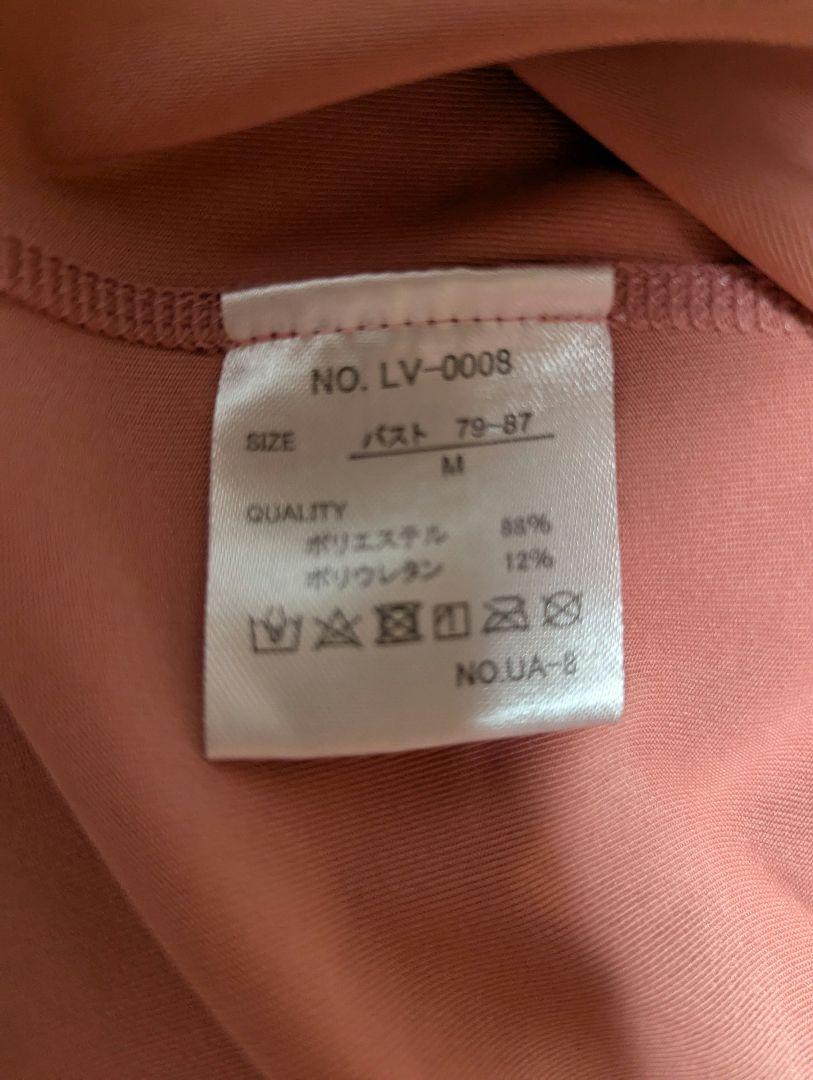 NO. LV-0008
SIZE バスト 79-87
M
QUALITY
ポリエステル 88%
ポリウレタン 12%
NO.UA-8